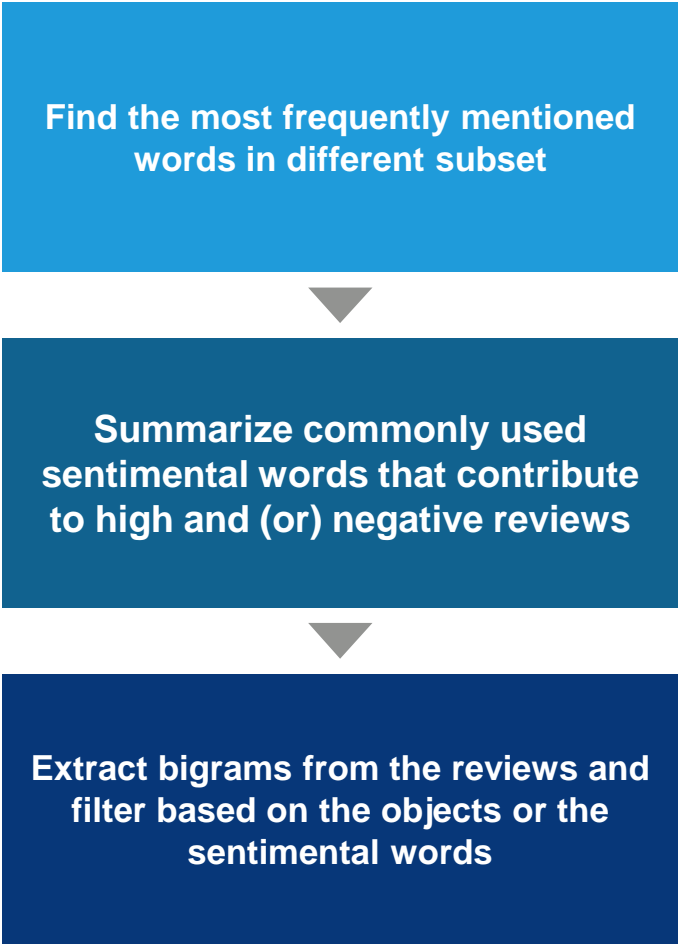 Find the most frequently mentioned
words in different subset
Summarize commonly used
sentimental words that contribute
to high and (or) negative reviews
Extract bigrams from the reviews and
filter based on the objects or the
sentimental words